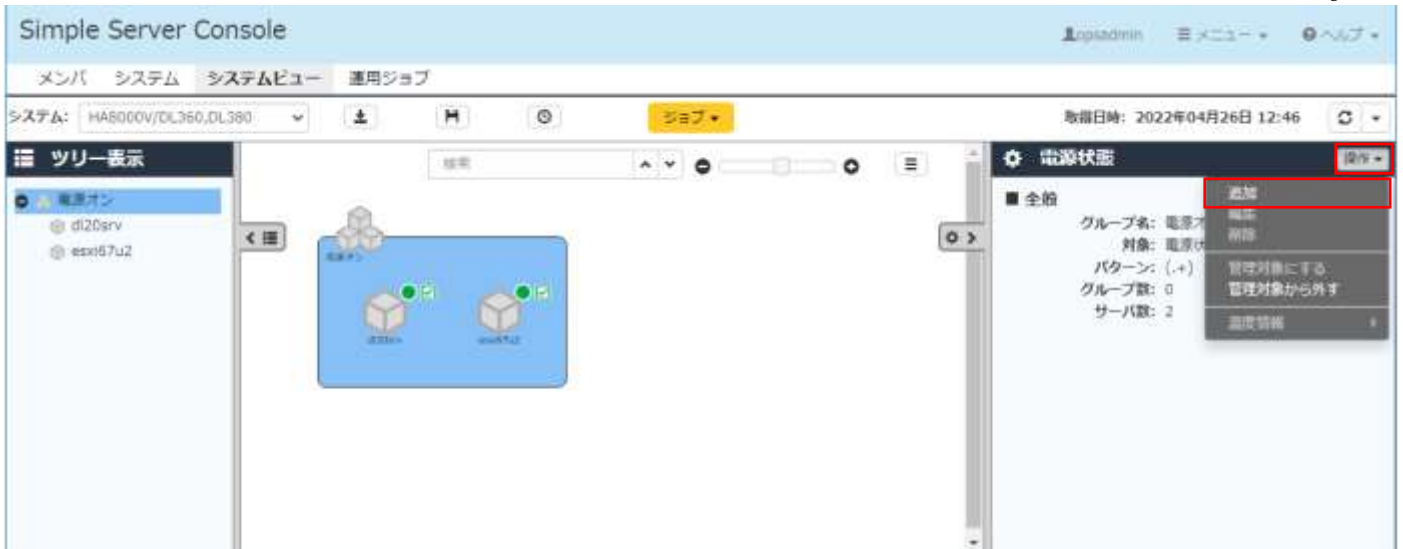 Simple Server Console
opsadmin メニュー ヘルプ
メンバ システム システムビュー 運用ジョブ
システム: HA8000V/DL360,DL380 ジョブ 取得日時: 2022年04月26日 12:46
ツリー表示
電源オン
dl20srv
esxi67u2
検索
電源オン
dl20srv esxi67u2
電源状態 操作
全般
グループ名: 電源オ
対象: 電源状
パターン: (.+)
グループ数: 0
サーバ数: 2
追加
編集
削除
管理対象にする
管理対象から外す
温度情報